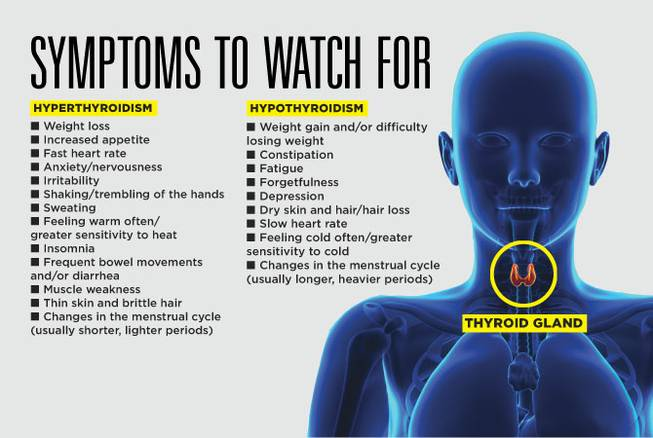 SYMPTOMS TO WATCH FOR
HYPERTHYROIDISM
■ Weight loss
■ Increased appetite
■ Fast heart rate
■ Anxiety/nervousness
■ Irritability
■ Shaking/trembling of the hands
■ Sweating
■ Feeling warm often/
greater sensitivity to heat
■ Insomnia
■ Frequent bowel movements
and/or diarrhea
■ Muscle weakness
■ Thin skin and brittle hair
■ Changes in the menstrual cycle
(usually shorter, lighter periods)
HYPOTHYROIDISM
■ Weight gain and/or difficulty
losing weight
■ Constipation
■ Fatigue
■ Forgetfulness
■ Depression
■ Dry skin and hair/hair loss
■ Slow heart rate
■ Feeling cold often/greater
sensitivity to cold
■ Changes in the menstrual cycle
(usually longer, heavier periods)
THYROID GLAND